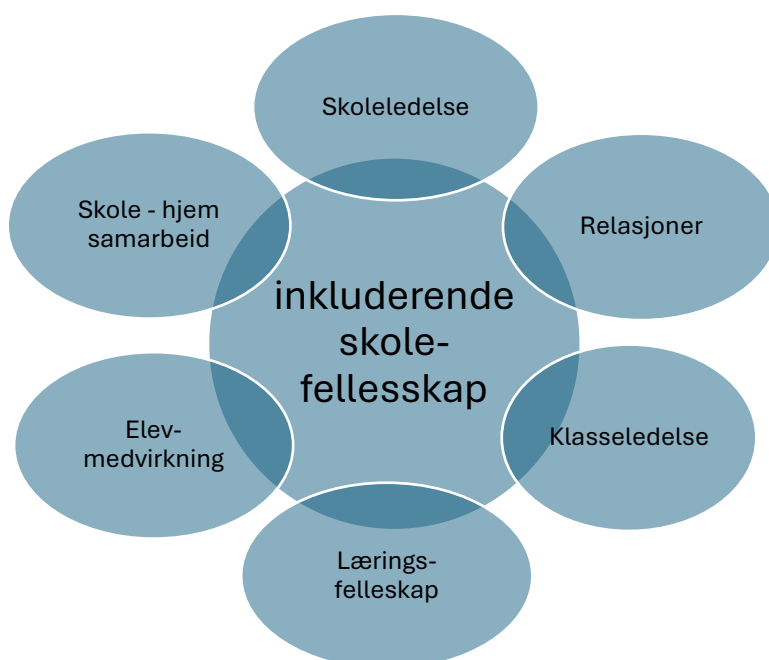 Skoleledelse
Skole - hjem
samarbeid
Relasjoner
inkluderende
skole-
fellesskap
Elev-
medvirkning
Klasseledelse
Lærings-
felleskap